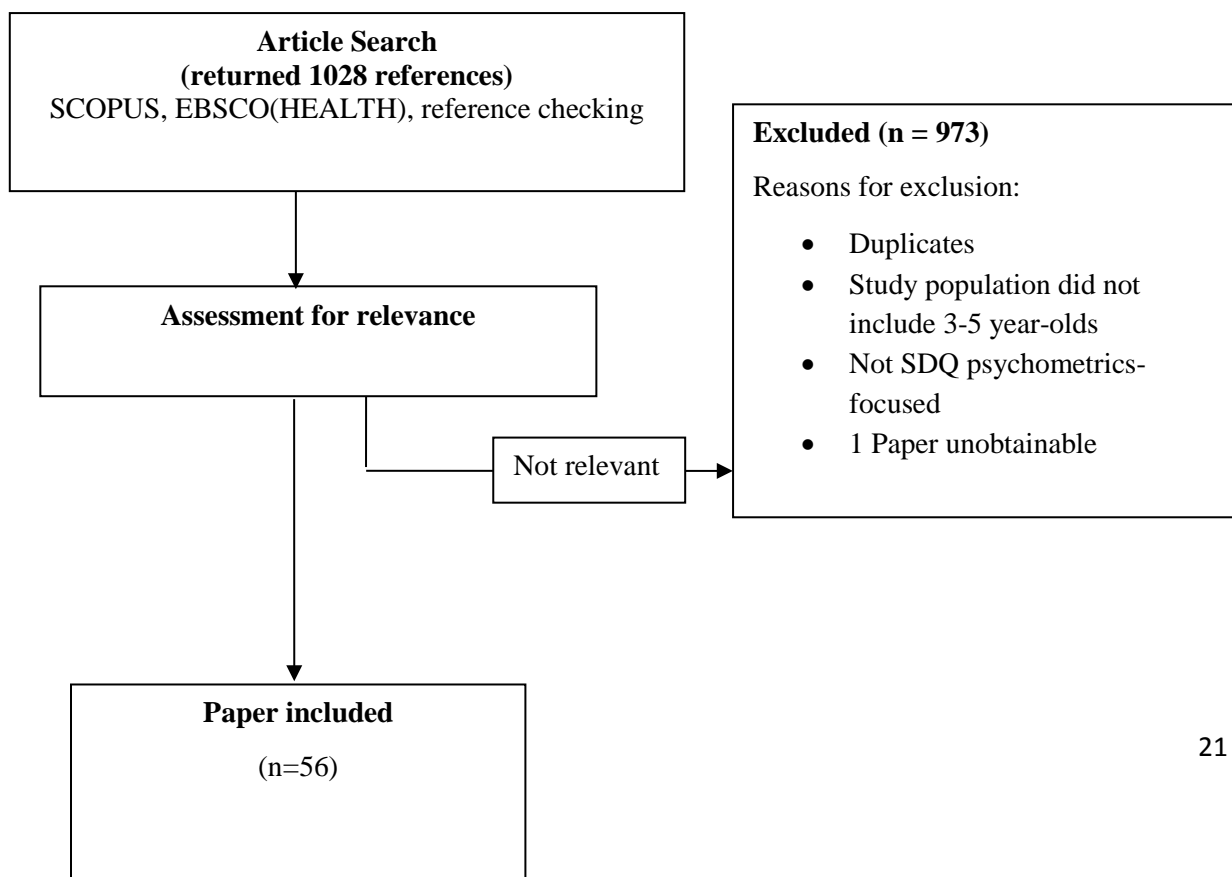 Article Search
(returned 1028 references)
SCOPUS, EBSCO(HEALTH), reference checking
Excluded (n = 973)
Reasons for exclusion:
• Duplicates
• Study population did not
include 3-5 year-olds
• Not SDQ psychometrics-
focused
• 1 Paper unobtainable
Assessment for relevance
Not relevant
Paper included
(n=56)
21